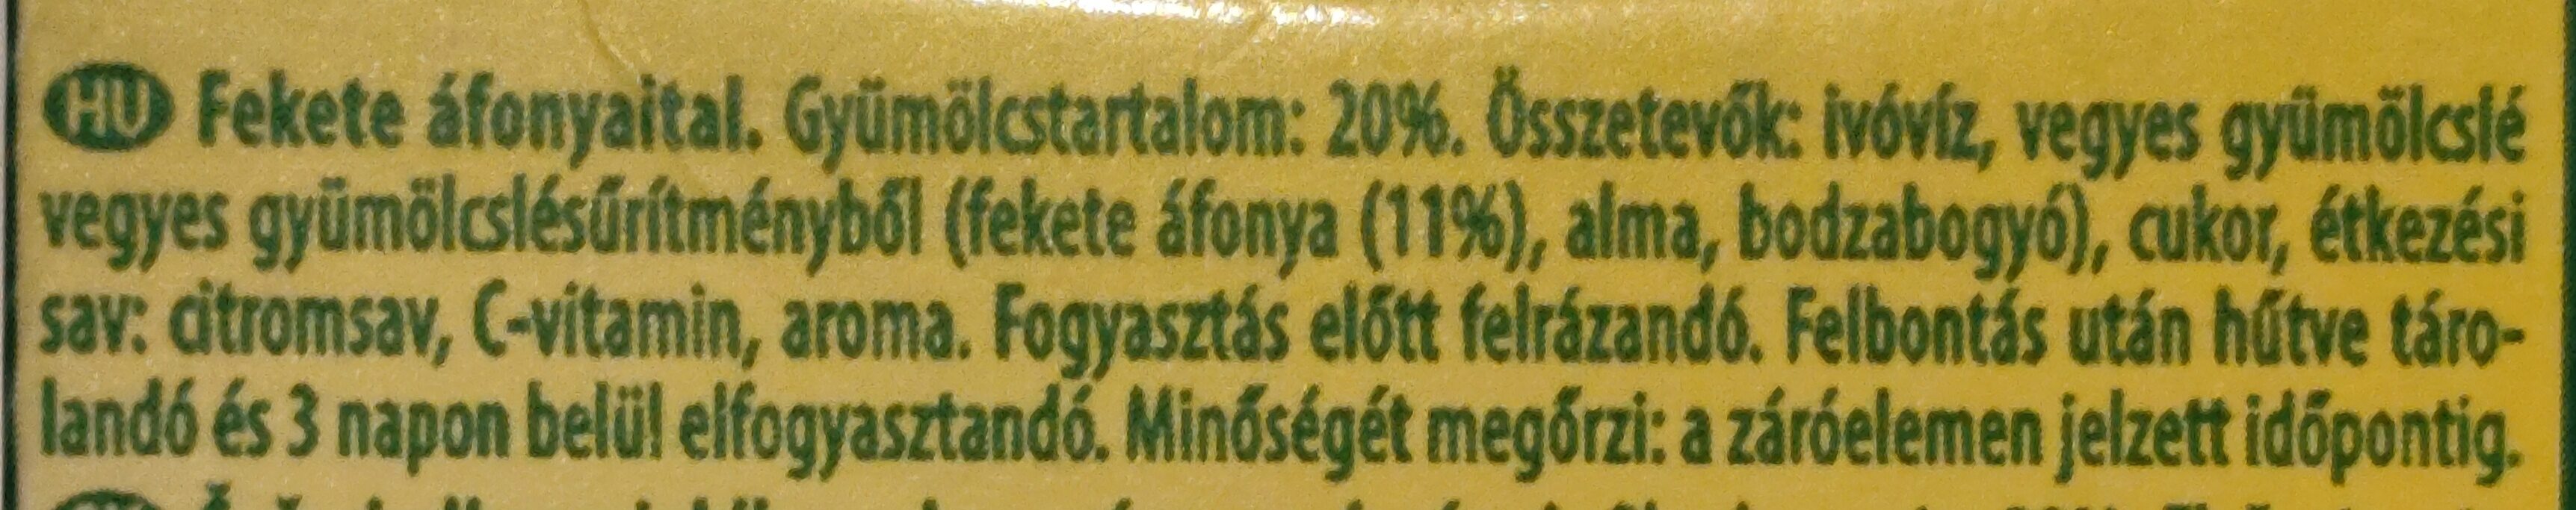 HU Fekete áfonyaital. Gyümölcstartalom: 20%. Összetevők: ivóvíz, vegyes gyümölcslé
vegyes gyümölcslésűrítményből (fekete áfonya (11%), alma, bodzabogyó), cukor, étkezési
sav: citromsav, C-vitamin, aroma. Fogyasztás előtt felrázandó. Felbontás után hűtve táro-
landó és 3 napon belül elfogyasztandó. Minőségét megőrzi: a záróelemen jelzett időpontig.